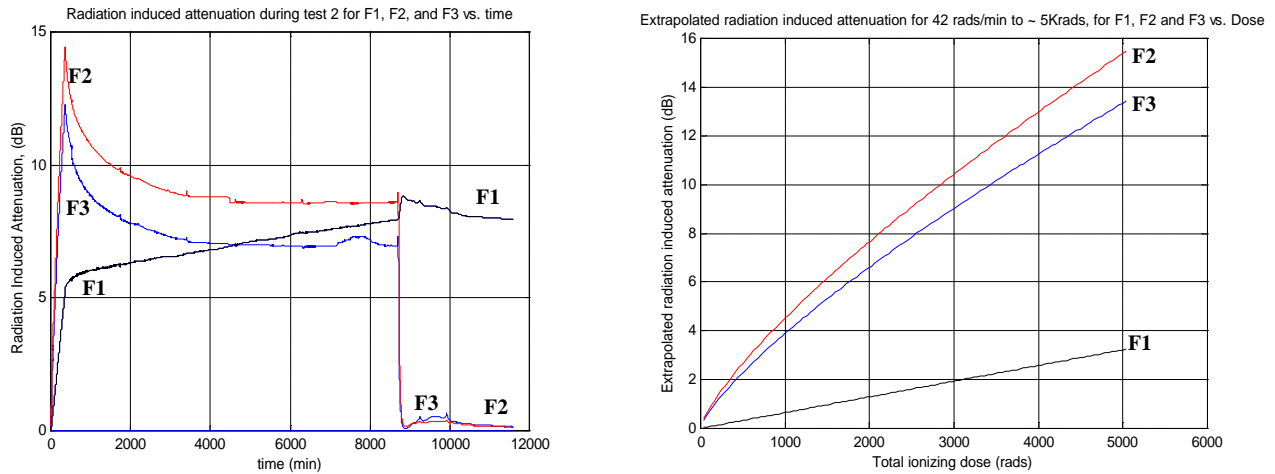 Radiation induced attenuation during test 2 for F1, F2, and F3 vs. time
15
10
5
0
Radiation Induced Attenuation, (dB)
F2
F3
F1
F1
F3
F2
0
2000
4000
6000
8000
10000
12000
time (min)
Extrapolated radiation induced attenuation for 42 rads/min to ~ 5Krads, for F1, F2 and F3 vs. Dose
16
14
12
10
8
6
4
2
0
Extrapolated radiation induced attenuation (dB)
F2
F3
F1
0
1000
2000
3000
4000
5000
6000
Total ionizing dose (rads)